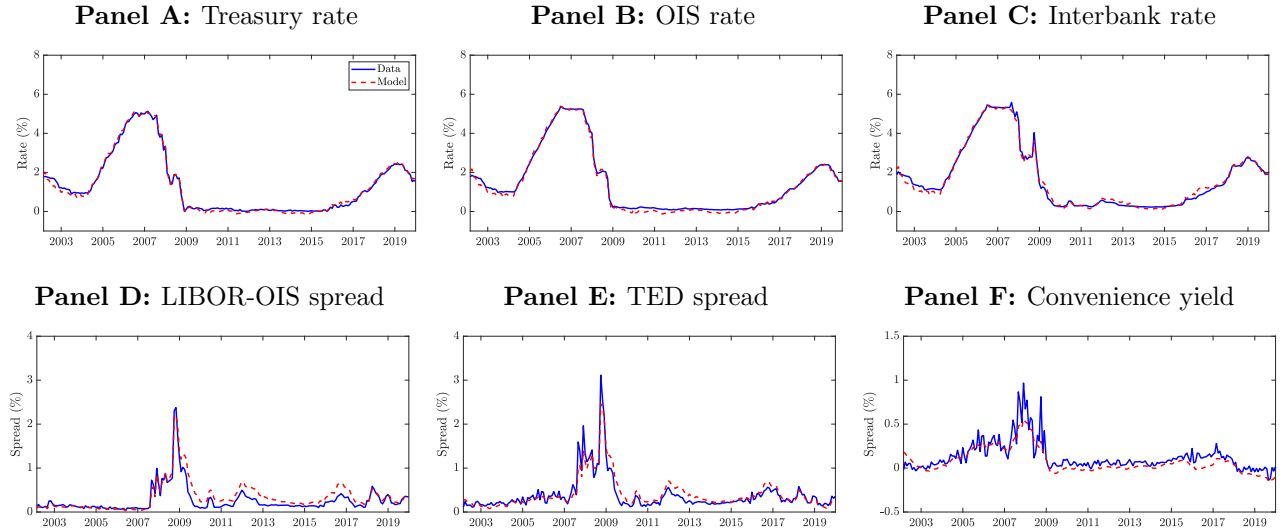 Panel A: Treasury rate
Panel B: OIS rate
Panel C: Interbank rate
Rate (%)
8
6
4
2
0
2003 2005 2007 2009 2011 2013 2015 2017 2019
Data
Model
Rate (%)
8
6
4
2
0
2003 2005 2007 2009 2011 2013 2015 2017 2019
Rate (%)
8
6
4
2
0
2003 2005 2007 2009 2011 2013 2015 2017 2019
Panel D: LIBOR-OIS spread
Panel E: TED spread
Panel F: Convenience yield
Spread (%)
4
3
2
1
0
2003 2005 2007 2009 2011 2013 2015 2017 2019
Spread (%)
4
3
2
1
0
2003 2005 2007 2009 2011 2013 2015 2017 2019
Spread (%)
1.5
1
0.5
0
-0.5
2003 2005 2007 2009 2011 2013 2015 2017 2019